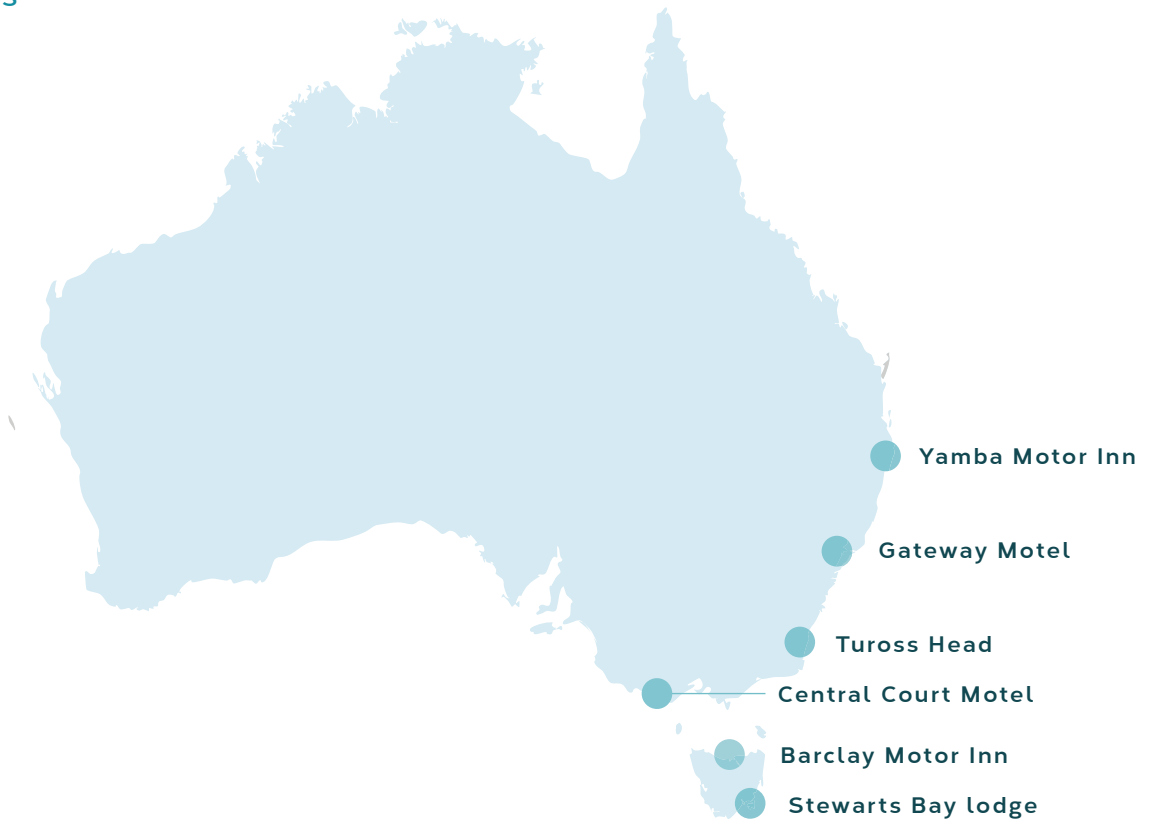 s
Yamba Motor Inn
Gateway Motel
Tuross Head
Central Court Motel
Barclay Motor Inn
Stewarts Bay lodge